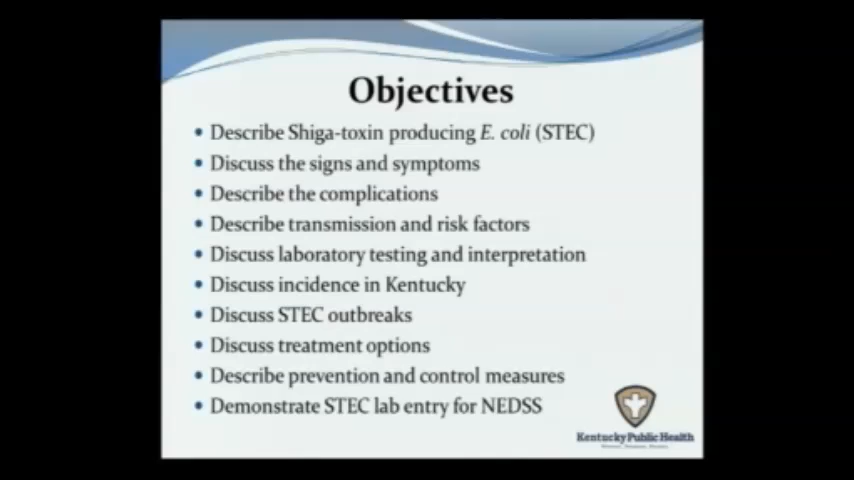 Objectives
• Describe Shiga-toxin producing E. coli (STEC)
• Discuss the signs and symptoms
• Describe the complications
• Describe transmission and risk factors
• Discuss laboratory testing and interpretation
• Discuss incidence in Kentucky
• Discuss STEC outbreaks
• Discuss treatment options
• Describe prevention and control measures
• Demonstrate STEC lab entry for NEDSS
Kentucky Public Health